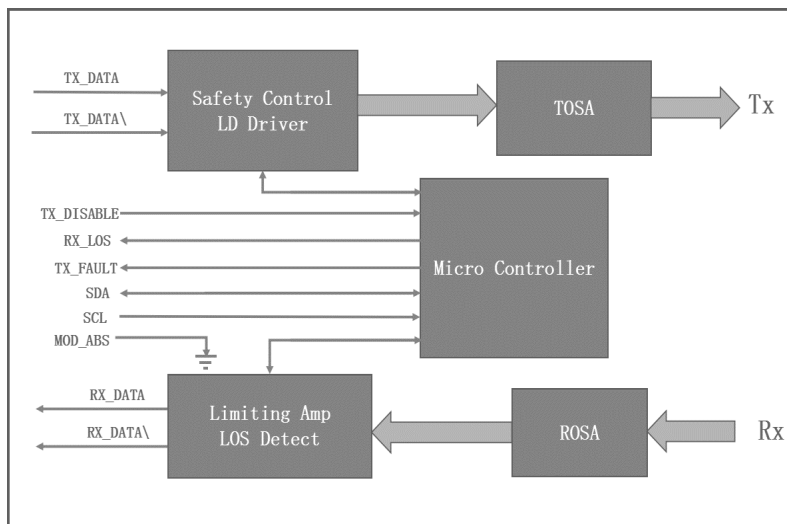 TX_DATA
TX_DATA\
Safety Control
LD Driver
TOSA
Tx
TX_DISABLE
RX_LOS
TX_FAULT
SDA
SCL
MOD_ABS
Micro Controller
RX_DATA
RX_DATA\
Limiting Amp
LOS Detect
ROSA
Rx